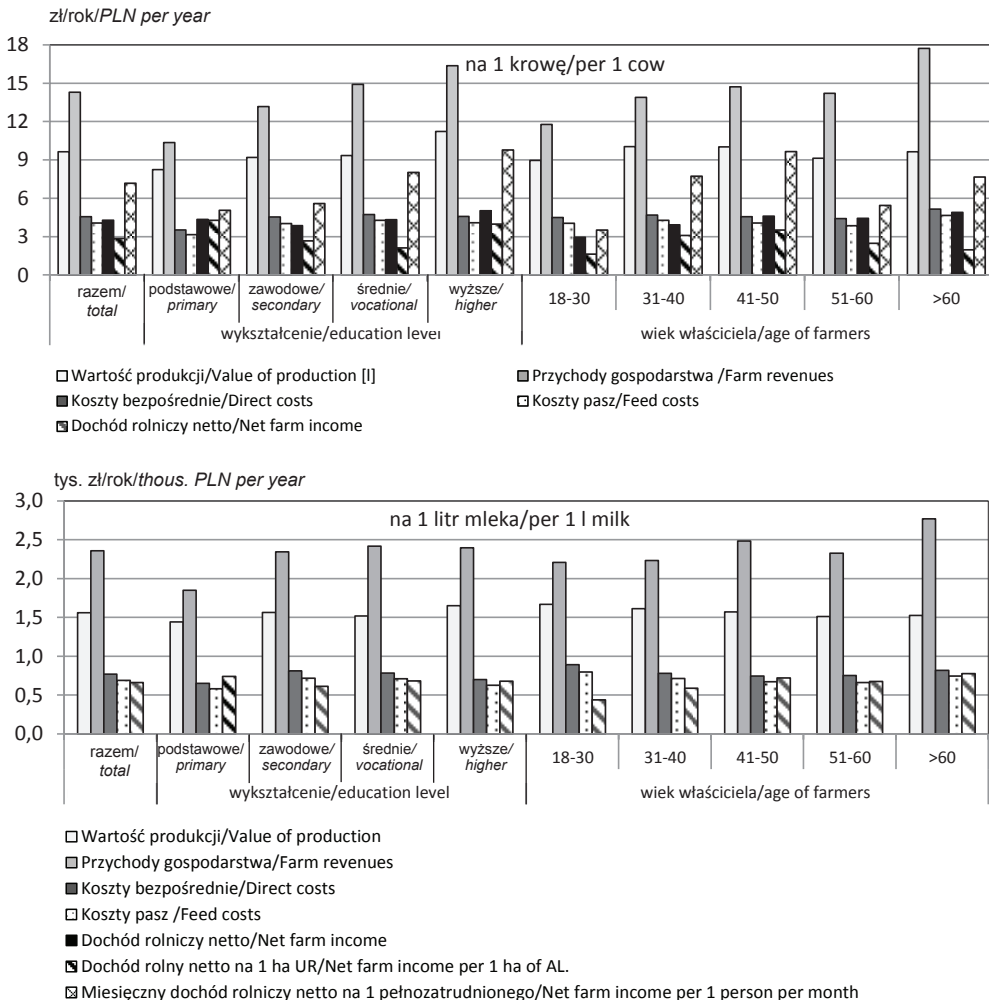 zł/rok/PLN per year
na 1 krowę/per 1 cow
18
15
12
9
6
3
0
razem/ podstawowe/ zawodowe/ średnie/ wyższe/ 18-30 31-40 41-50 51-60 >60
total primary secondary vocational higher
wykształcenie/education level wiek właściciela/age of farmers
Wartość produkcji/Value of production [l] Przychody gospodarstwa /Farm revenues
Koszty bezpośrednie/Direct costs Koszty pasz/Feed costs
Dochód rolniczy netto/Net farm income
tys. zł/rok/thous. PLN per year
na 1 litr mleka/per 1 l milk
3,0
2,5
2,0
1,5
1,0
0,5
0,0
razem/ podstawowe/ zawodowe/ średnie/ wyższe/ 18-30 31-40 41-50 51-60 >60
total primary secondary vocational higher
wykształcenie/education level wiek właściciela/age of farmers
Wartość produkcji/Value of production
Przychody gospodarstwa/Farm revenues
Koszty bezpośrednie/Direct costs
Koszty pasz /Feed costs
Dochód rolniczy netto/Net farm income
Dochód rolny netto na 1 ha UR/Net farm income per 1 ha of AL.
Miesięczny dochód rolniczy netto na 1 pełnozatrudnionego/Net farm income per 1 person per month